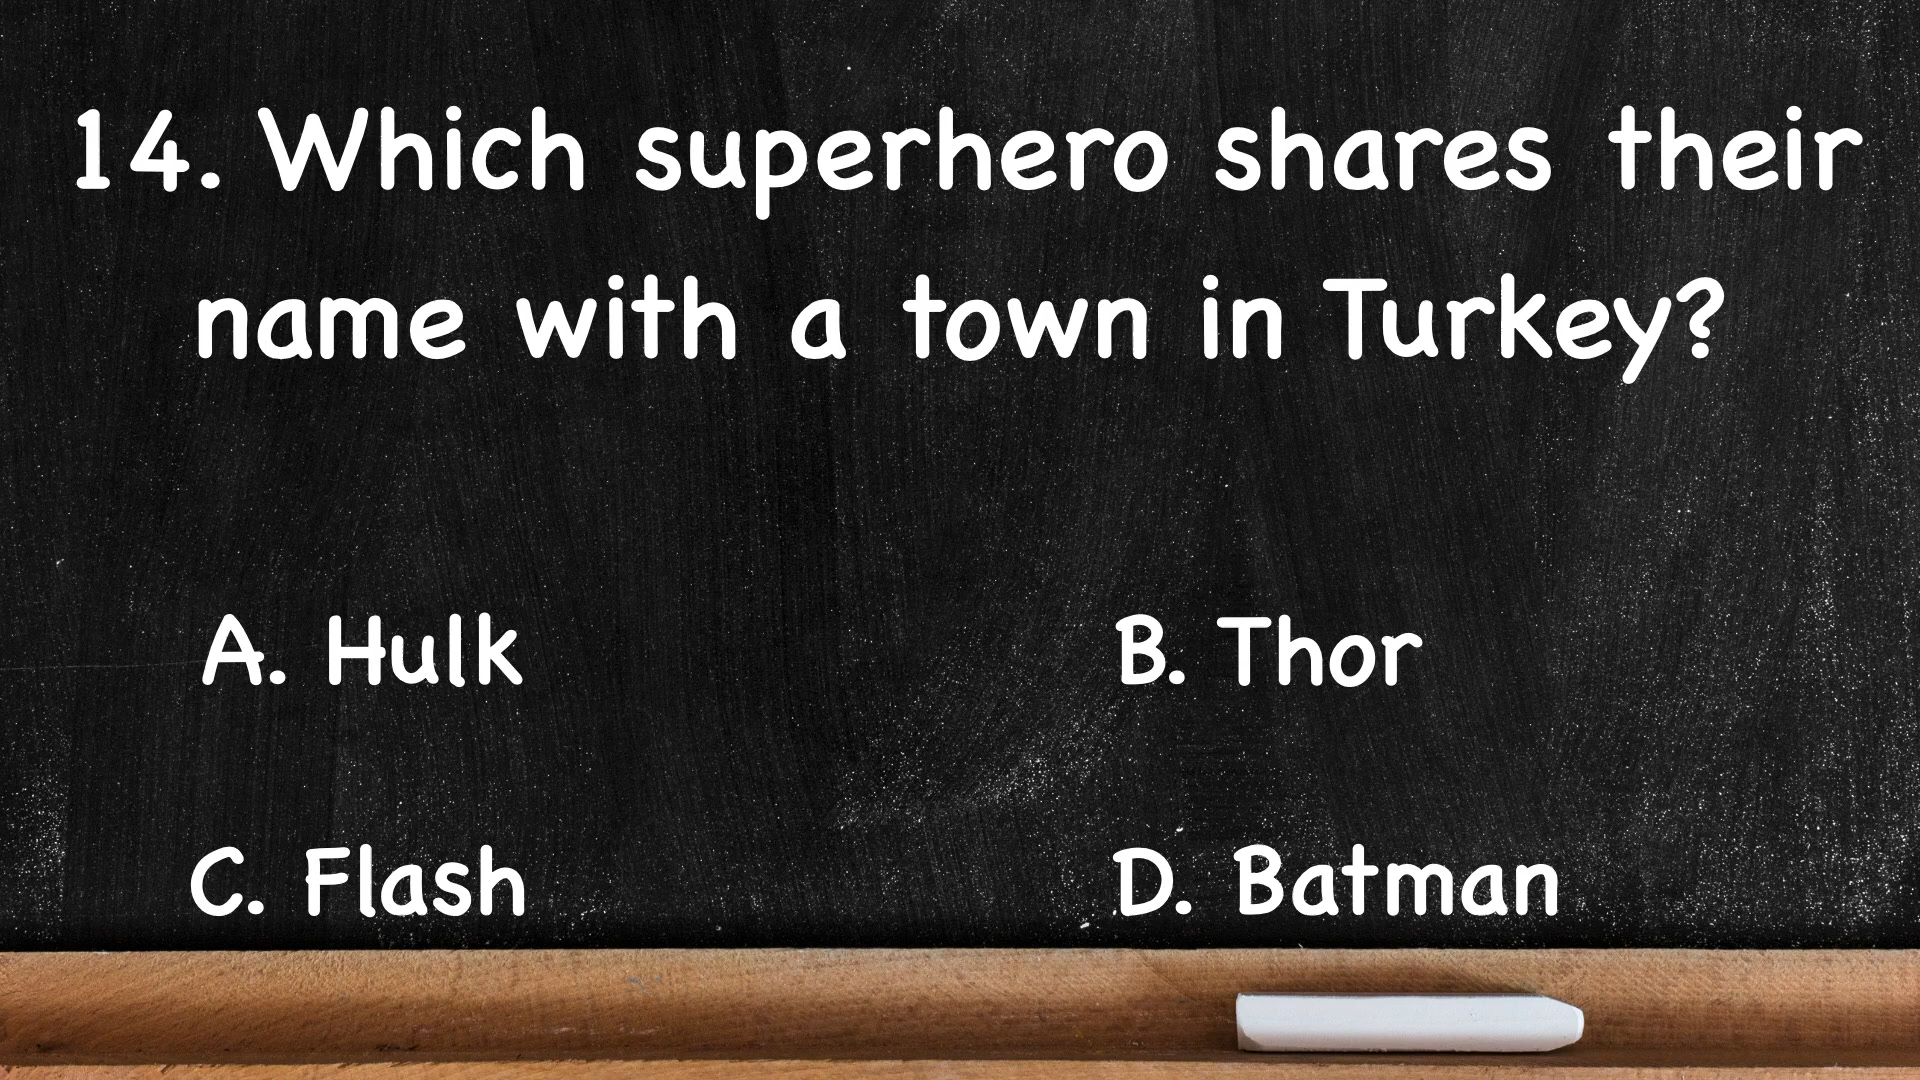 14. Which superhero shares their
name with a town in Turkey?
A. Hulk
B. Thor
C. Flash
D. Batman